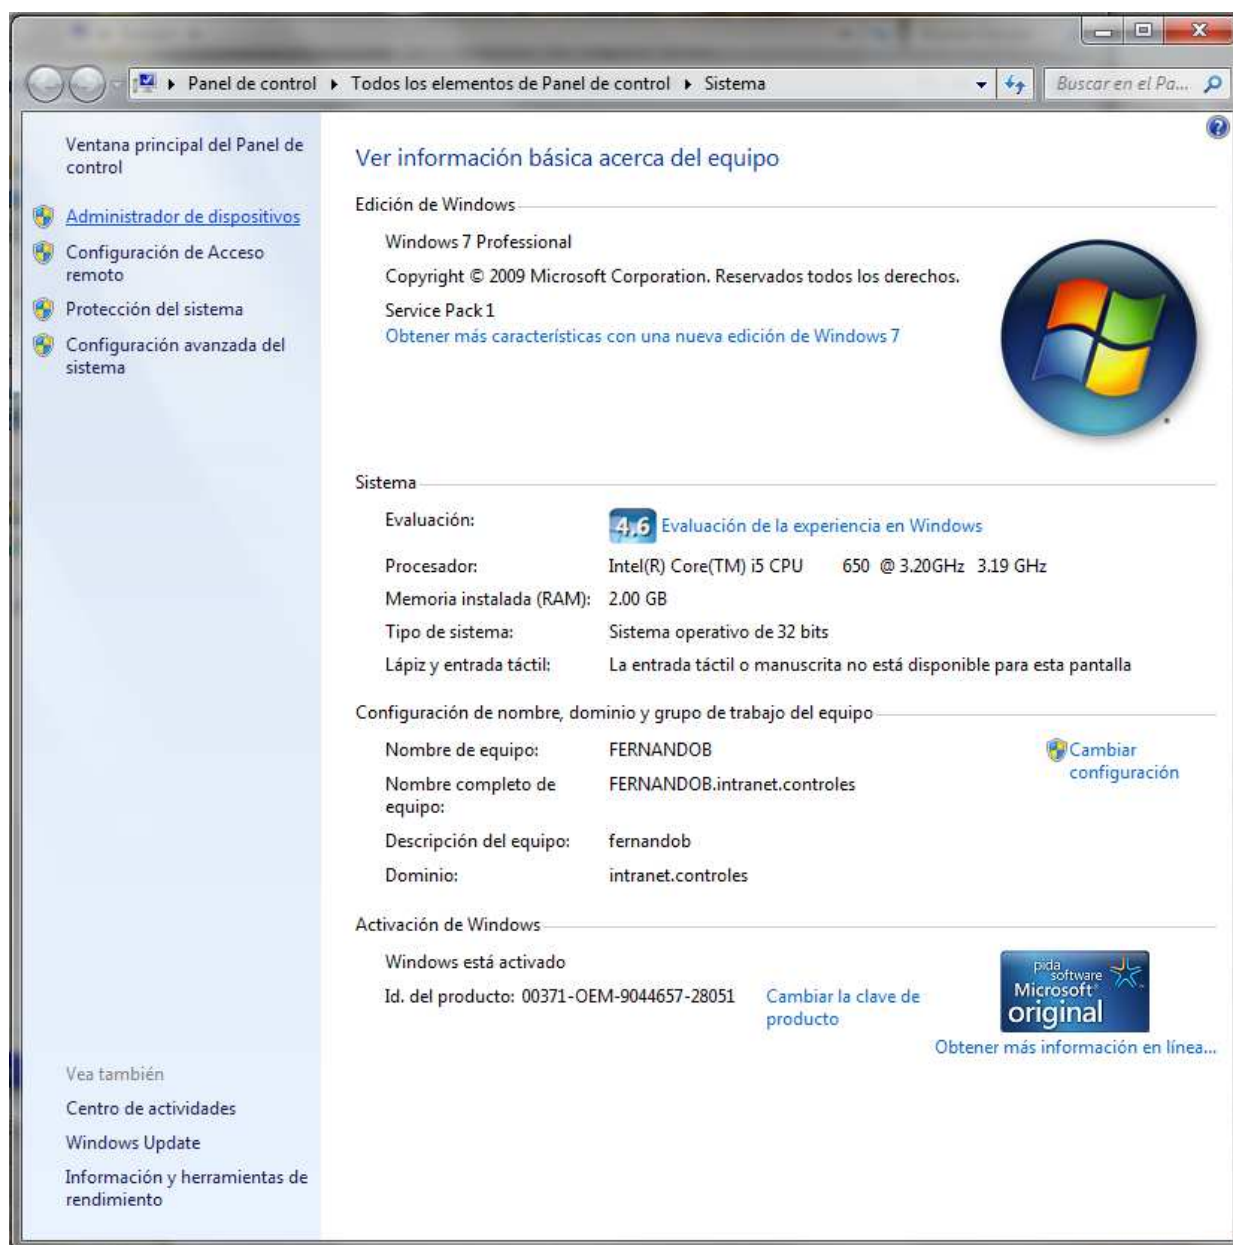 Panel de control ▸ Todos los elementos de Panel de control ▸ Sistema
Buscar en el Pa...
Ventana principal del Panel de
control
Administrador de dispositivos
Configuración de Acceso
remoto
Protección del sistema
Configuración avanzada del
sistema
Ver información básica acerca del equipo
Edición de Windows
Windows 7 Professional
Copyright © 2009 Microsoft Corporation. Reservados todos los derechos.
Service Pack 1
Obtener más características con una nueva edición de Windows 7
Sistema
Evaluación: 4,6 Evaluación de la experiencia en Windows
Procesador: Intel(R) Core(TM) i5 CPU 650 @ 3.20GHz 3.19 GHz
Memoria instalada (RAM): 2.00 GB
Tipo de sistema: Sistema operativo de 32 bits
Lápiz y entrada táctil: La entrada táctil o manuscrita no está disponible para esta pantalla
Configuración de nombre, dominio y grupo de trabajo del equipo
Nombre de equipo: FERNANDOB
Cambiar
configuración
Nombre completo de
equipo:
FERNANDOB.intranet.controles
Descripción del equipo: fernandob
Dominio: intranet.controles
Activación de Windows
Windows está activado
Id. del producto: 00371-OEM-9044657-28051
Cambiar la clave de
producto
pida
software
Microsoft
original
Obtener más información en línea...
Vea también
Centro de actividades
Windows Update
Información y herramientas de
rendimiento